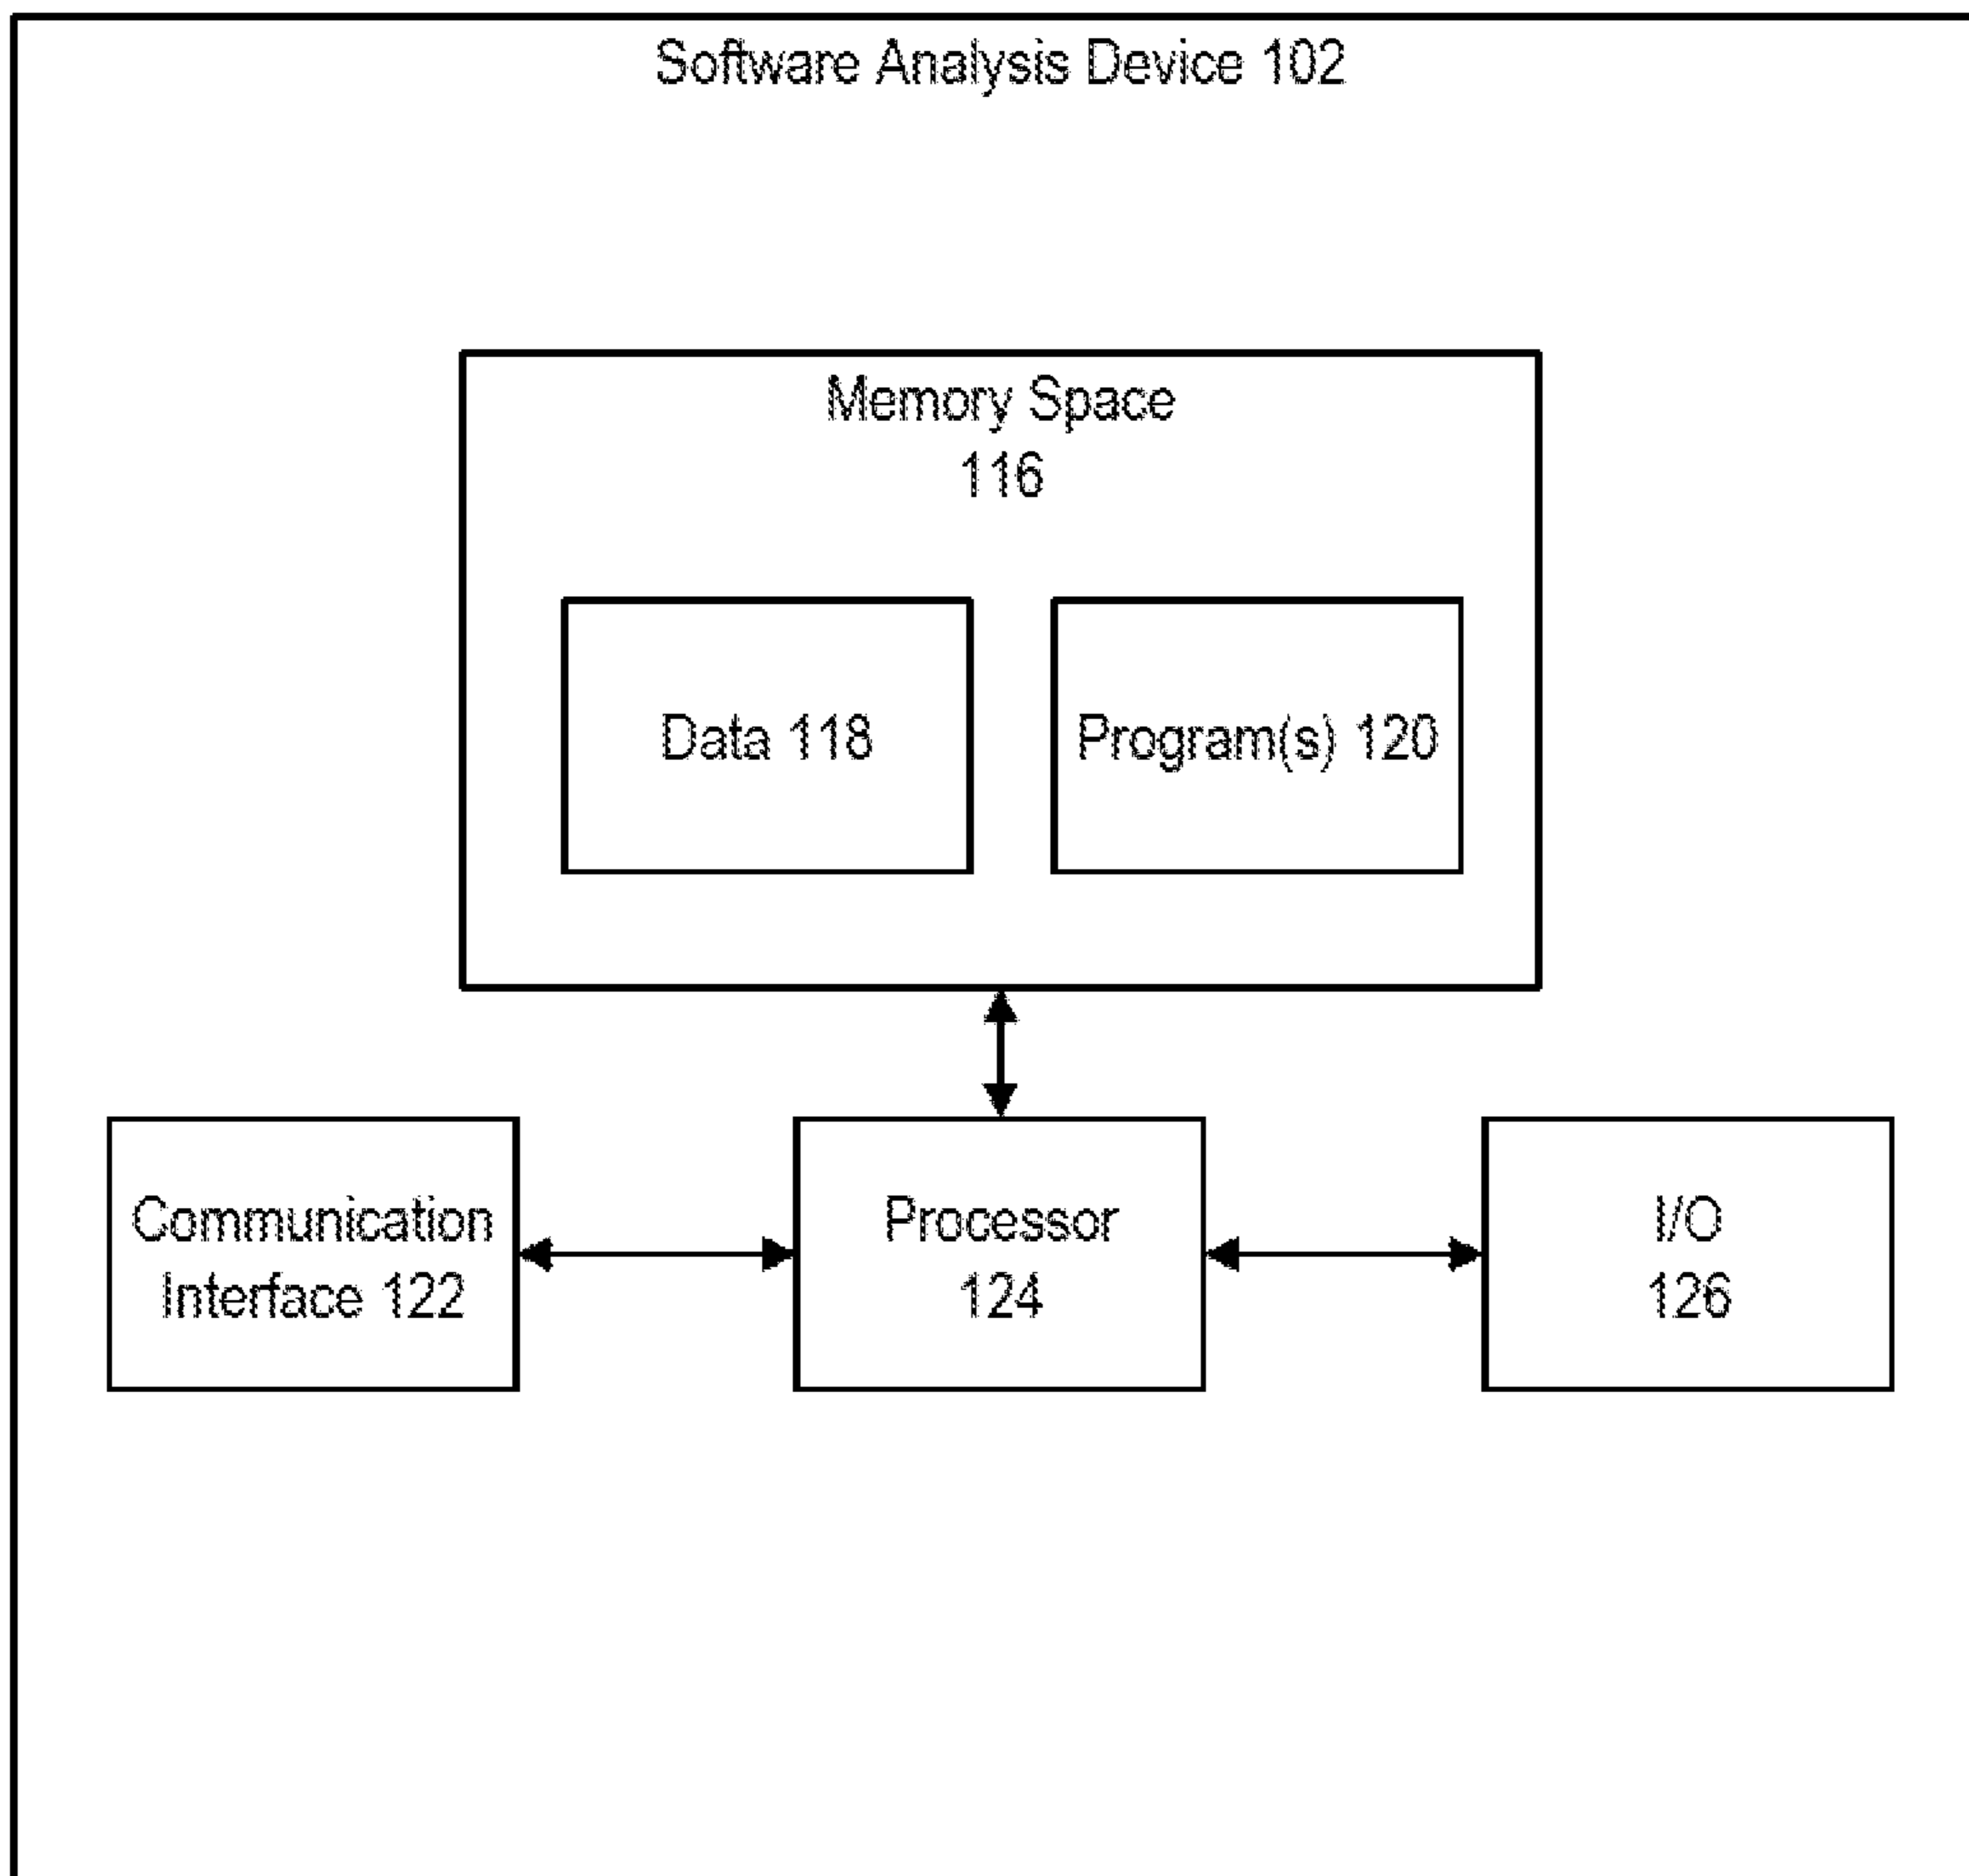 Software Analysis Device 102
Memory Space
116
Data 118
Program(s) 120
Communication
Interface 122
Processor
124
I/O
126